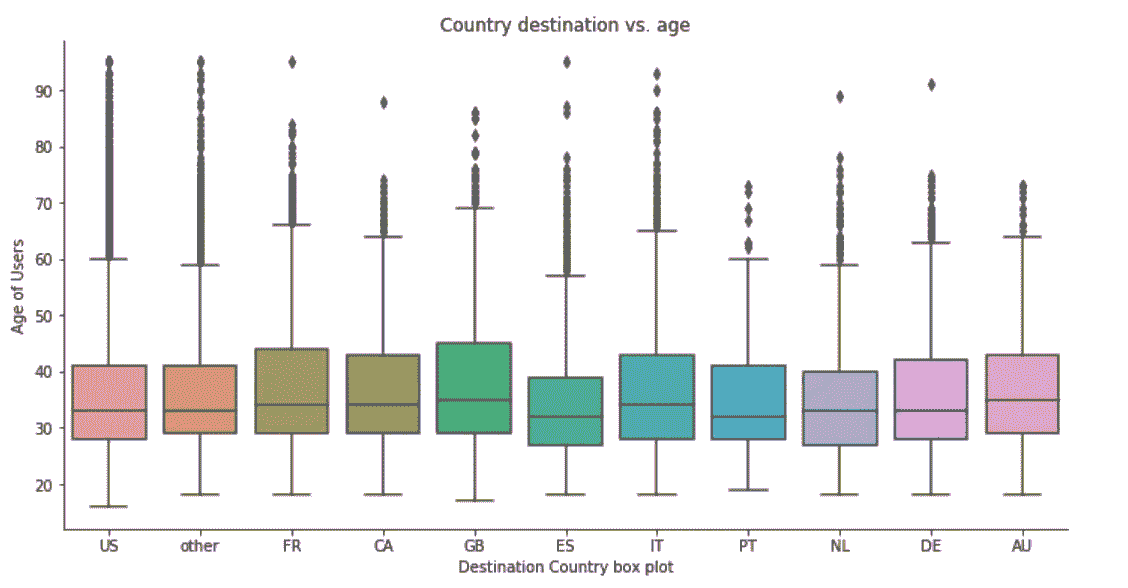 Country destination vs. age
Age of Users
90
80
70
60
50
40
30
20
US other FR CA GB ES IT PT NL DE AU
Destination Country box plot